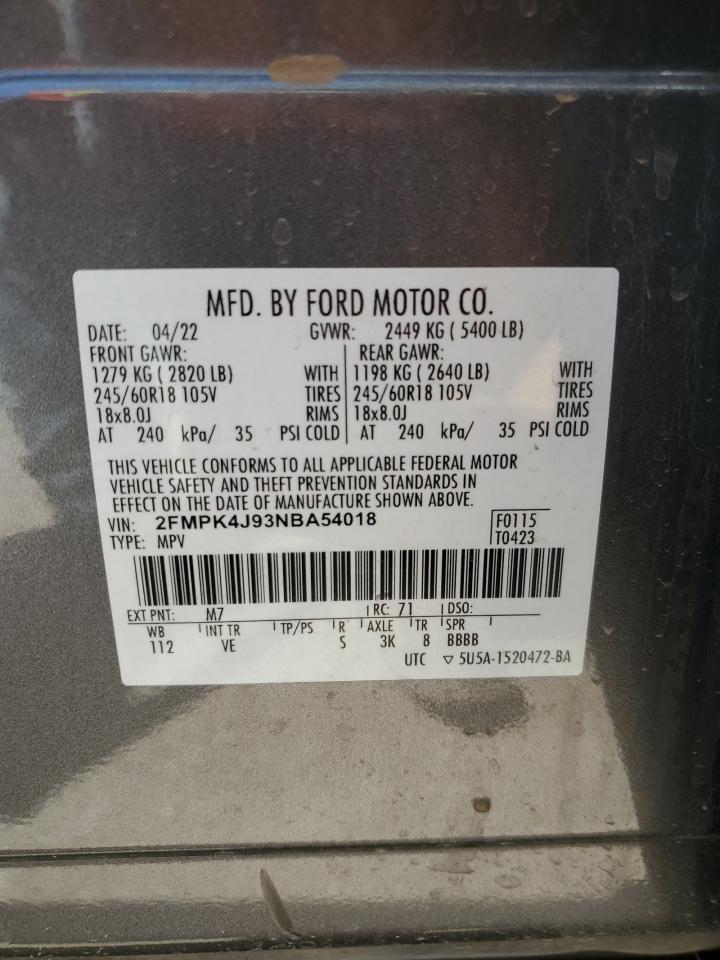 MFD. BY FORD MOTOR CO.
DATE: 04/22 GVWR: 2449 KG ( 5400 LB)
FRONT GAWR: REAR GAWR:
1279 KG ( 2820 LB) WITH 1198 KG ( 2640 LB) WITH
245/60R18 105V TIRES 245/60R18 105V TIRES
18x8.0J RIMS 18x8.0J RIMS
AT 240 kPa/ 35 PSI COLD AT 240 kPa/ 35 PSI COLD
THIS VEHICLE CONFORMS TO ALL APPLICABLE FEDERAL MOTOR
VEHICLE SAFETY AND THEFT PREVENTION STANDARDS IN
EFFECT ON THE DATE OF MANUFACTURE SHOWN ABOVE.
VIN: 2FMPK4J93NBA54018 F0115
TYPE: MPV T0423
EXT PNT: M7 RC: 71 DSO:
WB INT TR TP/PS R AXLE TR SPR
112 VE S 3K 8 BBBB
UTC ▽ 5U5A-1520472-BA